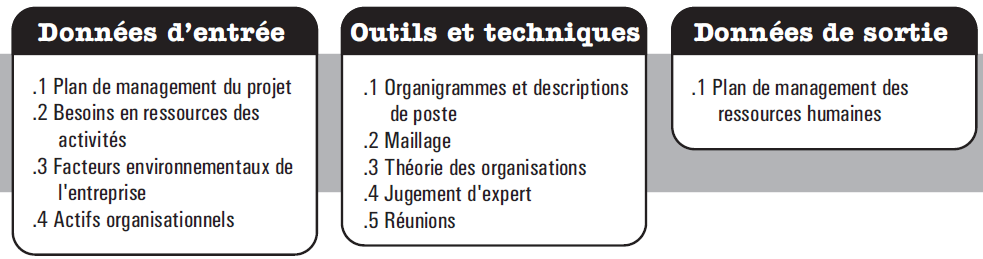 Données d'entrée
.1 Plan de management du projet
.2 Besoins en ressources des
activités
.3 Facteurs environnementaux de
l'entreprise
.4 Actifs organisationnels
Outils et techniques
.1 Organigrammes et descriptions
de poste
.2 Maillage
.3 Théorie des organisations
.4 Jugement d'expert
.5 Réunions
Données de sortie
.1 Plan de management des
ressources humaines